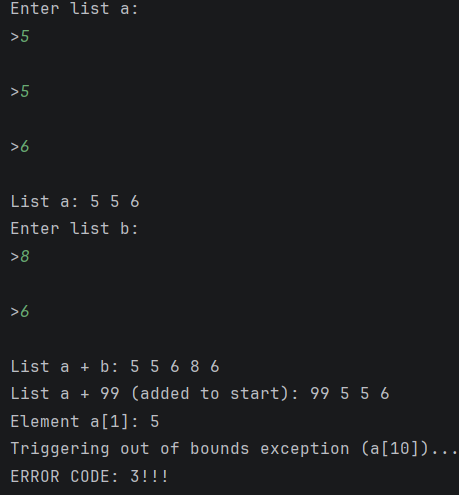 Enter list a:
>5
>5
>6
List a: 5 5 6
Enter list b:
>8
>6
List a + b: 5 5 6 8 6
List a + 99 (added to start): 99 5 5 6
Element a[1]: 5
Triggering out of bounds exception (a[10])...
ERROR CODE: 3!!!